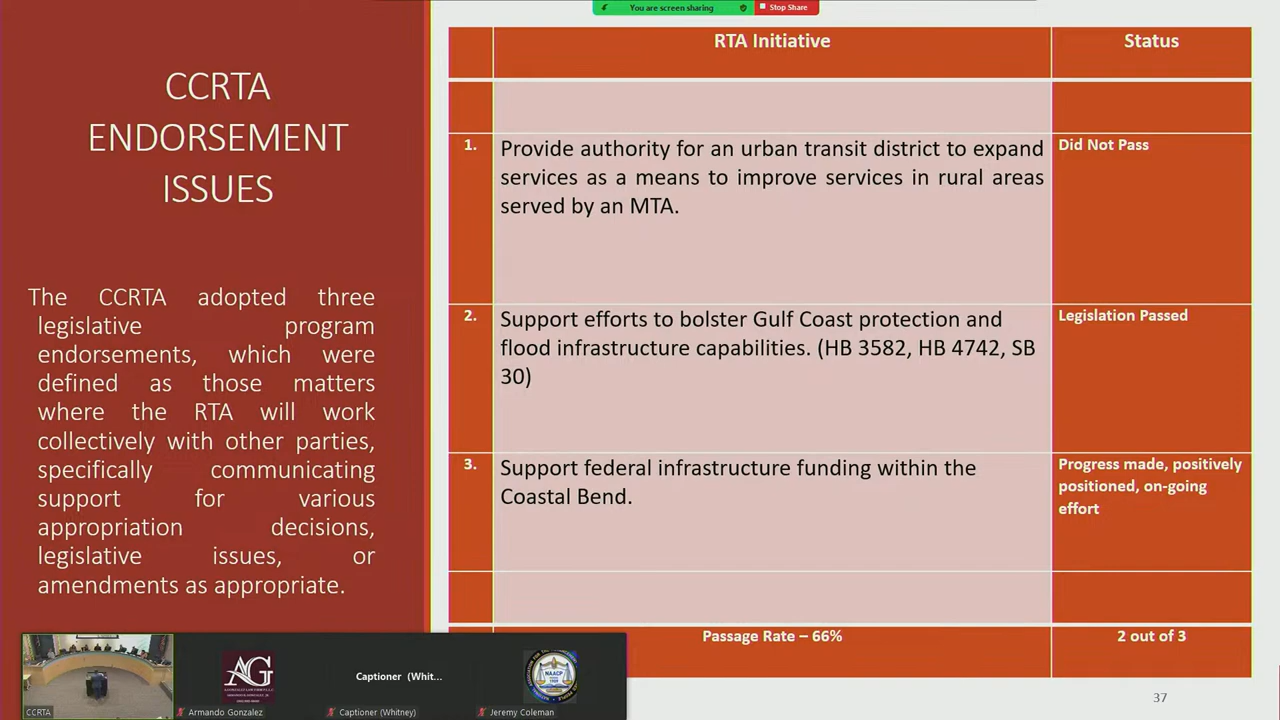 You are screen sharing
Stop Share
CCRTA
ENDORSEMENT
ISSUES
The CCRTA adopted three
legislative program
endorsements, which were
defined as those matters
where the RTA will work
collectively with other parties,
specifically communicating
support for various
appropriation decisions,
legislative issues, or
amendments as appropriate.
RTA Initiative
Status
1.
Provide authority for an urban transit district to expand
services as a means to improve services in rural areas
served by an MTA.
Did Not Pass
2.
Support efforts to bolster Gulf Coast protection and
flood infrastructure capabilities. (HB 3582, HB 4742, SB
30)
Legislation Passed
3.
Support federal infrastructure funding within the
Coastal Bend.
Progress made, positively
positioned, on-going
effort
Passage Rate – 66%
2 out of 3
37
CCRTA
AG
Armando Gonzalez
Captioner (Whit...
Captioner (Whitney)
NAACP
Jeremy Coleman